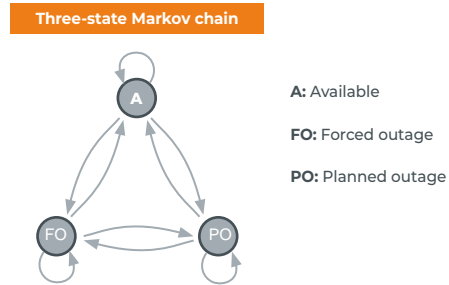 Three-state Markov chain
A
A: Available
FO: Forced outage
PO: Planned outage
FO
PO